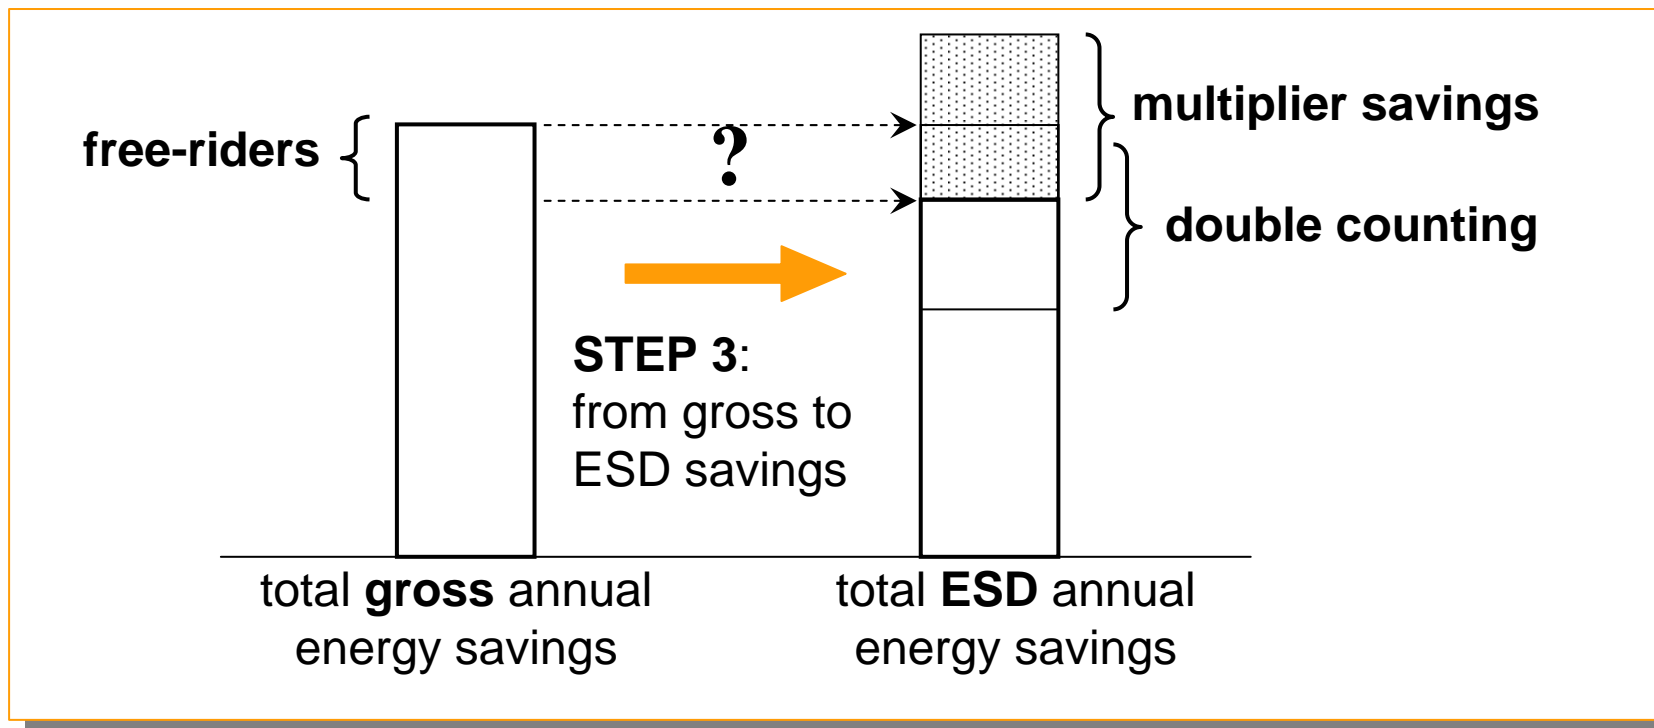 multiplier savings
free-riders
?
double counting
STEP 3:
from gross to
ESD savings
total gross annual
energy savings
total ESD annual
energy savings